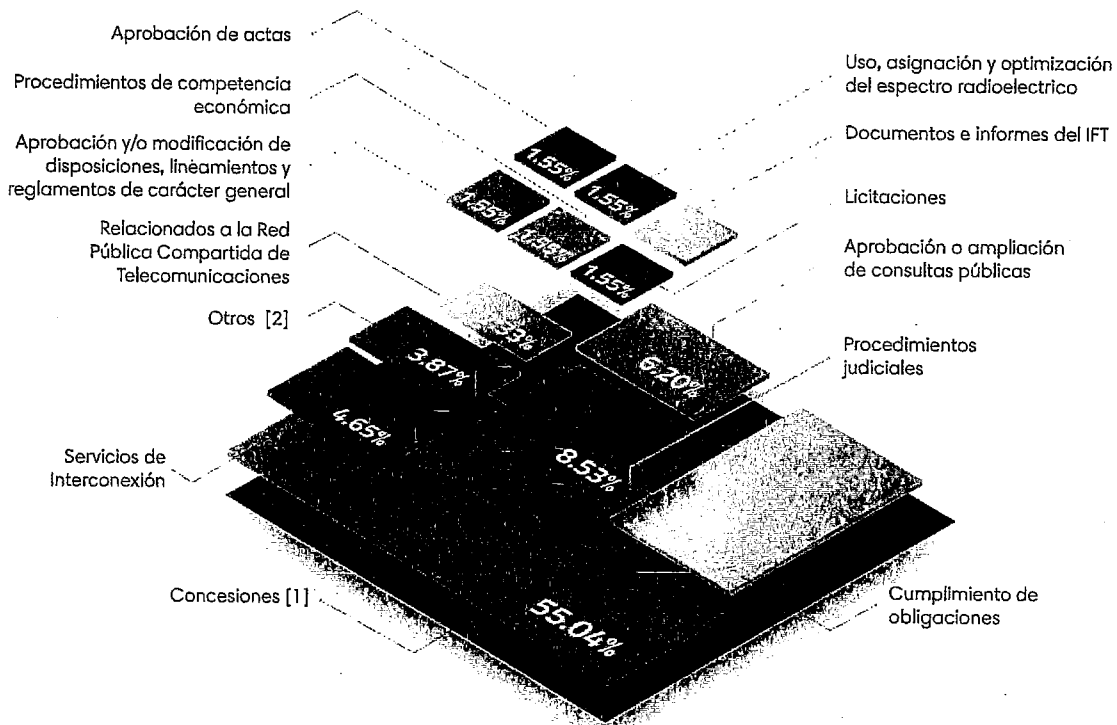 Aprobación de actas
Procedimientos de competencia
económica
Aprobación y/o modificación de
disposiciones, lineamientos y
reglamentos de carácter general
Relacionados a la Red
Pública Compartida de
Telecomunicaciones
Otros [2]
Servicios de
Interconexión
Concesiones [1]
Uso, asignación y optimización
del espectro radioelectrico
Documentos e informes del IFT
Licitaciones
Aprobación o ampliación
de consultas públicas
Procedimientos
judiciales
Cumplimiento de
obligaciones
1.55%
1.55%
1.55%
1.55%
3.87%
6.20%
4.65%
8.53%
55.04%